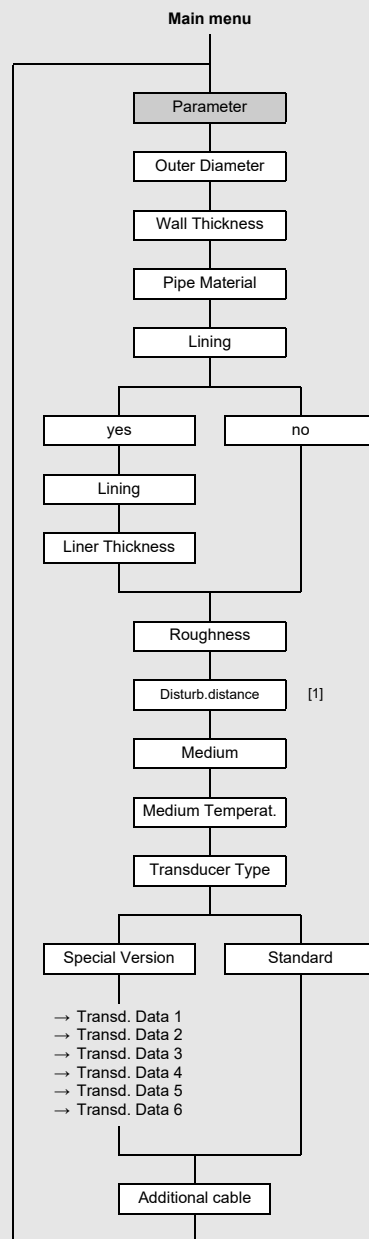 Main menu
Parameter
Outer Diameter
Wall Thickness
Pipe Material
Lining
yes
no
Lining
Liner Thickness
Roughness
Disturb.distance [1]
Medium
Medium Temperat.
Transducer Type
Special Version
Standard
→ Transd. Data 1
→ Transd. Data 2
→ Transd. Data 3
→ Transd. Data 4
→ Transd. Data 5
→ Transd. Data 6
Additional cable